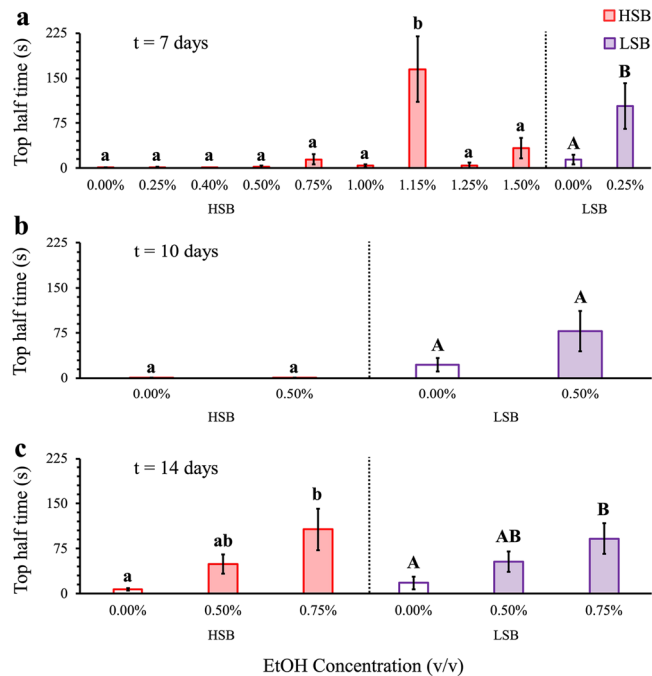 a
HSB
LSB
Top half time (s)
225
150
75
0
t = 7 days
a a a a a a b a a A B
0.00% 0.25% 0.40% 0.50% 0.75% 1.00% 1.15% 1.25% 1.50% 0.00% 0.25%
HSB LSB
b
Top half time (s)
225
150
75
0
t = 10 days
a a A A
0.00% 0.50% 0.00% 0.50%
HSB LSB
c
Top half time (s)
225
150
75
0
t = 14 days
a ab b A AB B
0.00% 0.50% 0.75% 0.00% 0.50% 0.75%
HSB LSB
EtOH Concentration (v/v)